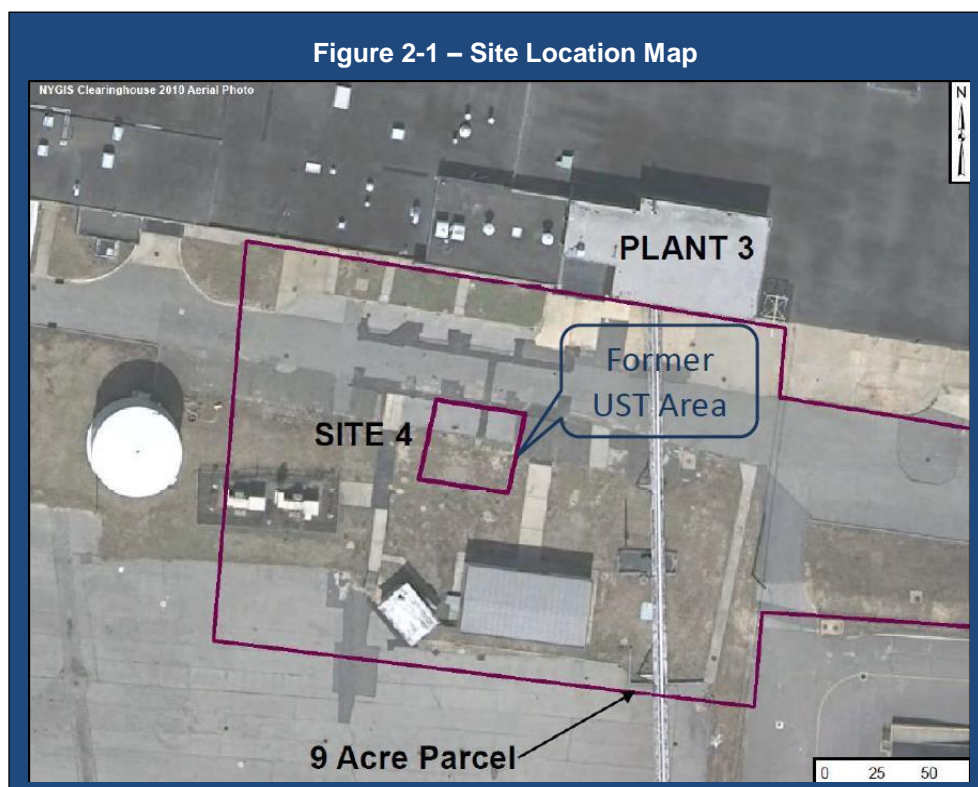 Figure 2-1 – Site Location Map
NYGIS Clearinghouse 2010 Aerial Photo
N
PLANT 3
Former
UST Area
SITE 4
9 Acre Parcel
0 25 50